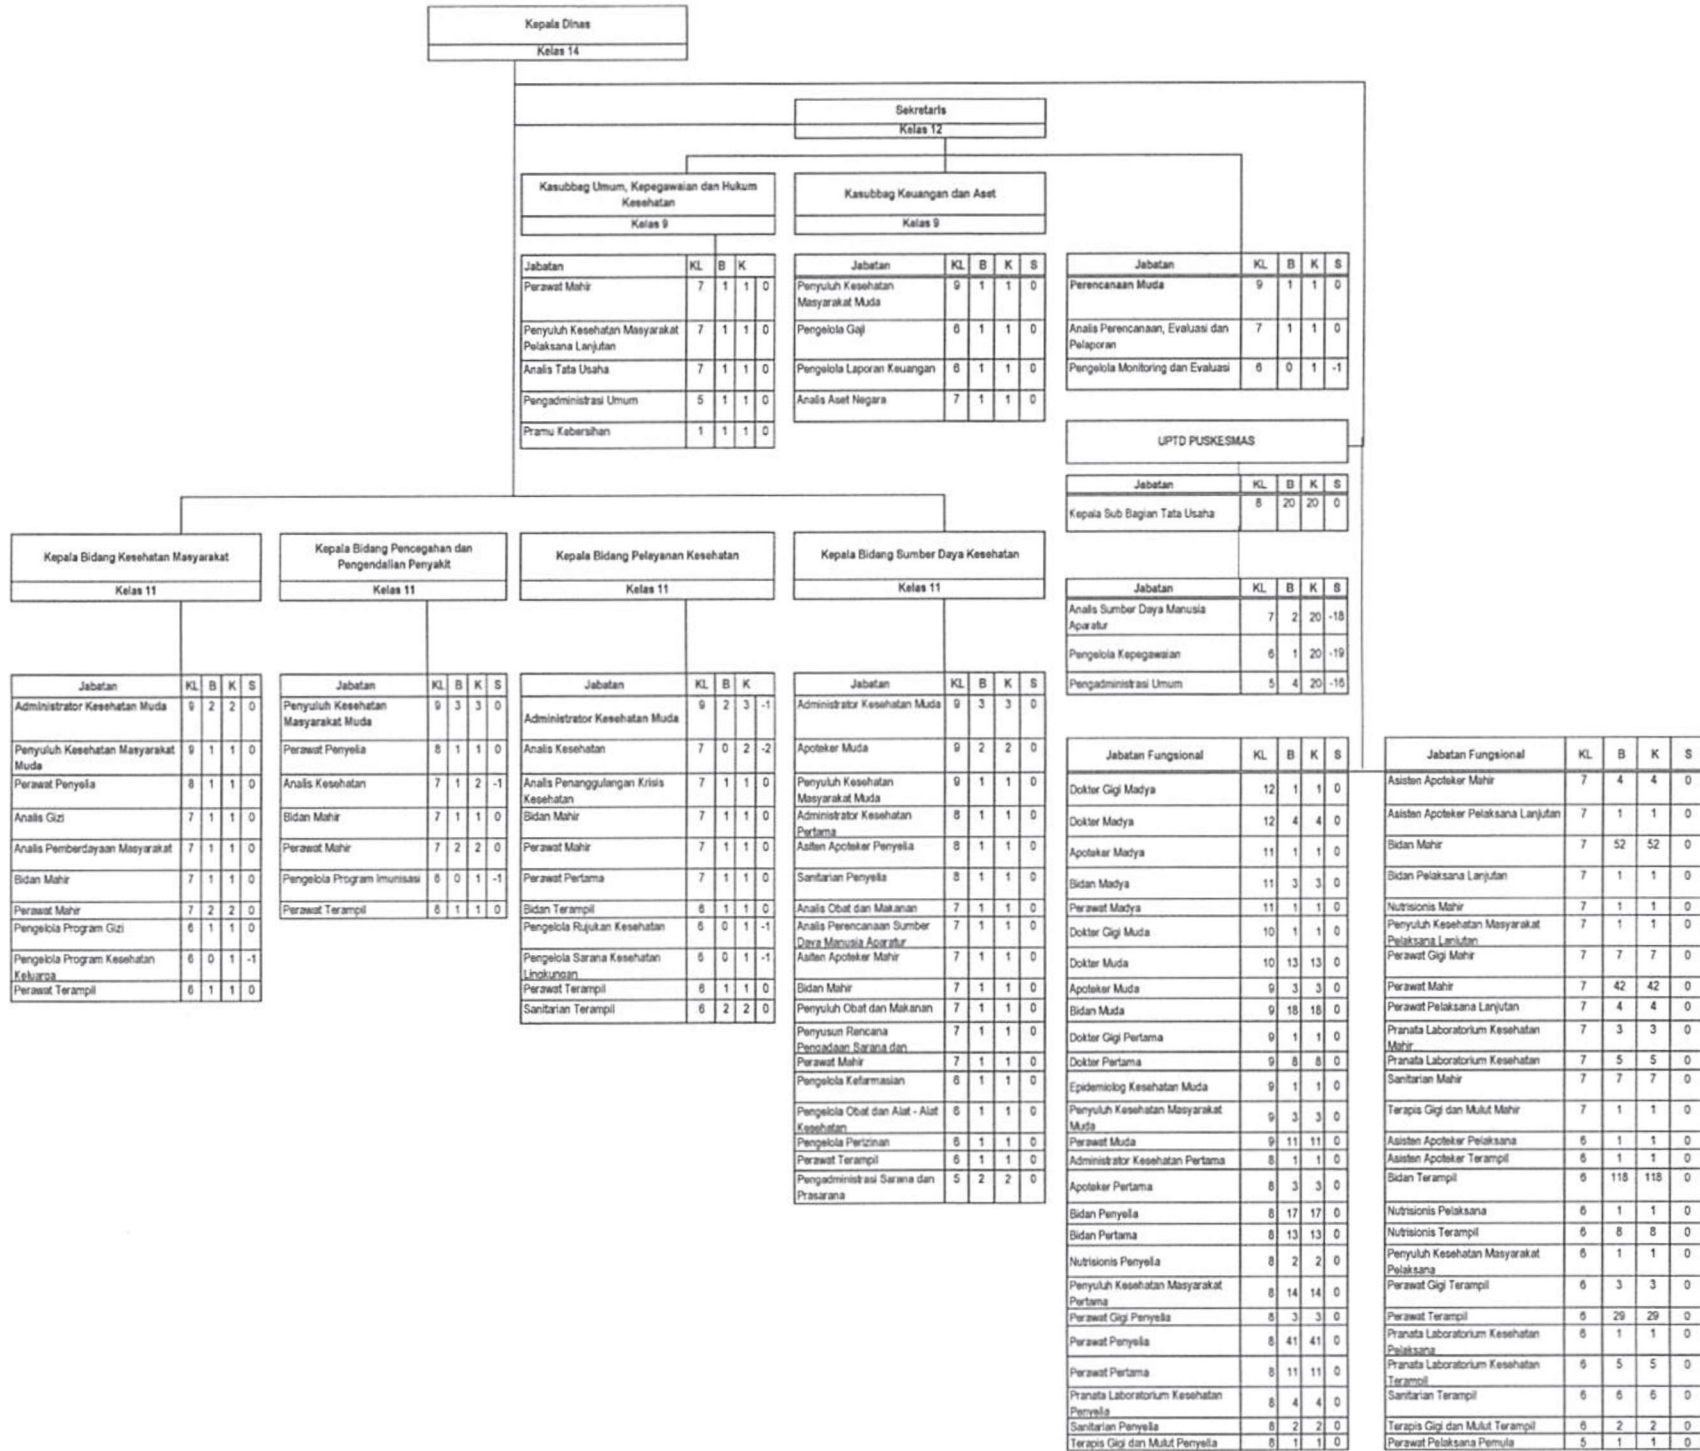 Kepala Dinas
Kelas 14
Sekretaris
Kelas 12
Kasubbag Umum, Kepegawaian dan Hukum
Kesehatan
Kelas 9
Kasubbag Keuangan dan Aset
Kelas 9
Jabatan KL B K
Perawat Mahir 7 1 1 0
Penyuluh Kesehatan Masyarakat 7 1 1 0
Pelaksana Lanjutan
Analis Tata Usaha 7 1 1 0
Pengadministrasi Umum 5 1 1 0
Pramu Kebersihan 1 1 1 0
Jabatan KL B K S
Penyuluh Kesehatan 9 1 1 0
Masyarakat Muda
Pengelola Gaji 6 1 1 0
Pengelola Laporan Keuangan 6 1 1 0
Analis Aset Negara 7 1 1 0
Jabatan KL B K S
Perencanaan Muda 9 1 1 0
Analis Perencanaan, Evaluasi dan 7 1 1 0
Pelaporan
Pengelola Monitoring dan Evaluasi 6 0 1 -1
UPTD PUSKESMAS
Jabatan KL B K S
Kepala Sub Bagian Tata Usaha 8 20 20 0
Jabatan KL B K S
Analis Sumber Daya Manusia 7 2 20 -18
Aparatur
Pengelola Kepegawaian 6 1 20 -19
Pengadministrasi Umum 5 4 20 -16
Kepala Bidang Kesehatan Masyarakat
Kelas 11
Kepala Bidang Pencegahan dan
Pengendalian Penyakit
Kelas 11
Kepala Bidang Pelayanan Kesehatan
Kelas 11
Kepala Bidang Sumber Daya Kesehatan
Kelas 11
Jabatan KL B K S
Administrator Kesehatan Muda 9 2 2 0
Penyuluh Kesehatan Masyarakat 9 1 1 0
Muda
Perawat Penyelia 8 1 1 0
Analis Gizi 7 1 1 0
Analis Pemberdayaan Masyarakat 7 1 1 0
Bidan Mahir 7 1 1 0
Perawat Mahir 7 2 2 0
Pengelola Program Gizi 6 1 1 0
Pengelola Program Kesehatan 6 0 1 -1
Keluarga
Perawat Terampil 6 1 1 0
Jabatan KL B K S
Penyuluh Kesehatan 9 3 3 0
Masyarakat Muda
Perawat Penyelia 8 1 1 0
Analis Kesehatan 7 1 2 -1
Bidan Mahir 7 1 1 0
Perawat Mahir 7 2 2 0
Pengelola Program Imunisasi 6 0 1 -1
Perawat Terampil 6 1 1 0
Jabatan KL B K
Administrator Kesehatan Muda 9 2 3 -1
Analis Kesehatan 7 0 2 -2
Analis Penanggulangan Krisis 7 1 1 0
Kesehatan
Bidan Mahir 7 1 1 0
Perawat Mahir 7 1 1 0
Perawat Pertama 7 1 1 0
Bidan Terampil 6 1 1 0
Pengelola Rujukan Kesehatan 6 0 1 -1
Pengelola Sarana Kesehatan 6 0 1 -1
Lingkungan
Perawat Terampil 6 1 1 0
Sanitarian Terampil 6 2 2 0
Jabatan KL B K S
Administrator Kesehatan Muda 9 3 3 0
Apoteker Muda 9 2 2 0
Penyuluh Kesehatan 9 1 1 0
Masyarakat Muda
Administrator Kesehatan 8 1 1 0
Pertama
Asiten Apoteker Penyelia 8 1 1 0
Sanitarian Penyelia 8 1 1 0
Analis Obat dan Makanan 7 1 1 0
Analis Perencanaan Sumber 7 1 1 0
Daya Manusia Aparatur
Asiten Apoteker Mahir 7 1 1 0
Bidan Mahir 7 1 1 0
Penyuluh Obat dan Makanan 7 1 1 0
Penyusun Rencana 7 1 1 0
Pengadaan Sarana dan
Perawat Mahir 7 1 1 0
Pengelola Kefarmasian 6 1 1 0
Pengelola Obat dan Alat - Alat 6 1 1 0
Kesehatan
Pengelola Perizinan 6 1 1 0
Perawat Terampil 6 1 1 0
Pengadministrasi Sarana dan 5 2 2 0
Prasarana
Jabatan Fungsional KL B K S
Dokter Gigi Madya 12 1 1 0
Dokter Madya 12 4 4 0
Apoteker Madya 11 1 1 0
Bidan Madya 11 3 3 0
Perawat Madya 11 1 1 0
Dokter Gigi Muda 10 1 1 0
Dokter Muda 10 13 13 0
Apoteker Muda 9 3 3 0
Bidan Muda 9 18 18 0
Dokter Gigi Pertama 9 1 1 0
Dokter Pertama 9 8 8 0
Epidemiolog Kesehatan Muda 9 1 1 0
Penyuluh Kesehatan Masyarakat 9 3 3 0
Muda
Perawat Muda 9 11 11 0
Administrator Kesehatan Pertama 8 1 1 0
Apoteker Pertama 8 3 3 0
Bidan Penyelia 8 17 17 0
Bidan Pertama 8 13 13 0
Nutrisionis Penyelia 8 2 2 0
Penyuluh Kesehatan Masyarakat 8 14 14 0
Pertama
Perawat Gigi Penyelia 8 3 3 0
Perawat Penyelia 8 41 41 0
Perawat Pertama 8 11 11 0
Pranata Laboratorium Kesehatan 8 4 4 0
Penyelia
Sanitarian Penyelia 8 2 2 0
Terapis Gigi dan Mulut Penyelia 8 1 1 0
Jabatan Fungsional KL B K S
Asisten Apoteker Mahir 7 4 4 0
Asisten Apoteker Pelaksana Lanjutan 7 1 1 0
Bidan Mahir 7 52 52 0
Bidan Pelaksana Lanjutan 7 1 1 0
Nutrisionis Mahir 7 1 1 0
Penyuluh Kesehatan Masyarakat 7 1 1 0
Pelaksana Lanjutan
Perawat Gigi Mahir 7 7 7 0
Perawat Mahir 7 42 42 0
Perawat Pelaksana Lanjutan 7 4 4 0
Pranata Laboratorium Kesehatan 7 3 3 0
Mahir
Pranata Laboratorium Kesehatan 7 5 5 0
Sanitarian Mahir 7 7 7 0
Terapis Gigi dan Mulut Mahir 7 1 1 0
Asisten Apoteker Pelaksana 6 1 1 0
Asisten Apoteker Terampil 6 1 1 0
Bidan Terampil 6 118 118 0
Nutrisionis Pelaksana 6 1 1 0
Nutrisionis Terampil 6 8 8 0
Penyuluh Kesehatan Masyarakat 6 1 1 0
Pelaksana
Perawat Gigi Terampil 6 3 3 0
Perawat Terampil 6 29 29 0
Pranata Laboratorium Kesehatan 6 1 1 0
Pelaksana
Pranata Laboratorium Kesehatan 6 5 5 0
Terampil
Sanitarian Terampil 6 6 6 0
Terapis Gigi dan Mulut Terampil 6 2 2 0
Perawat Pelaksana Pemula 5 1 1 0